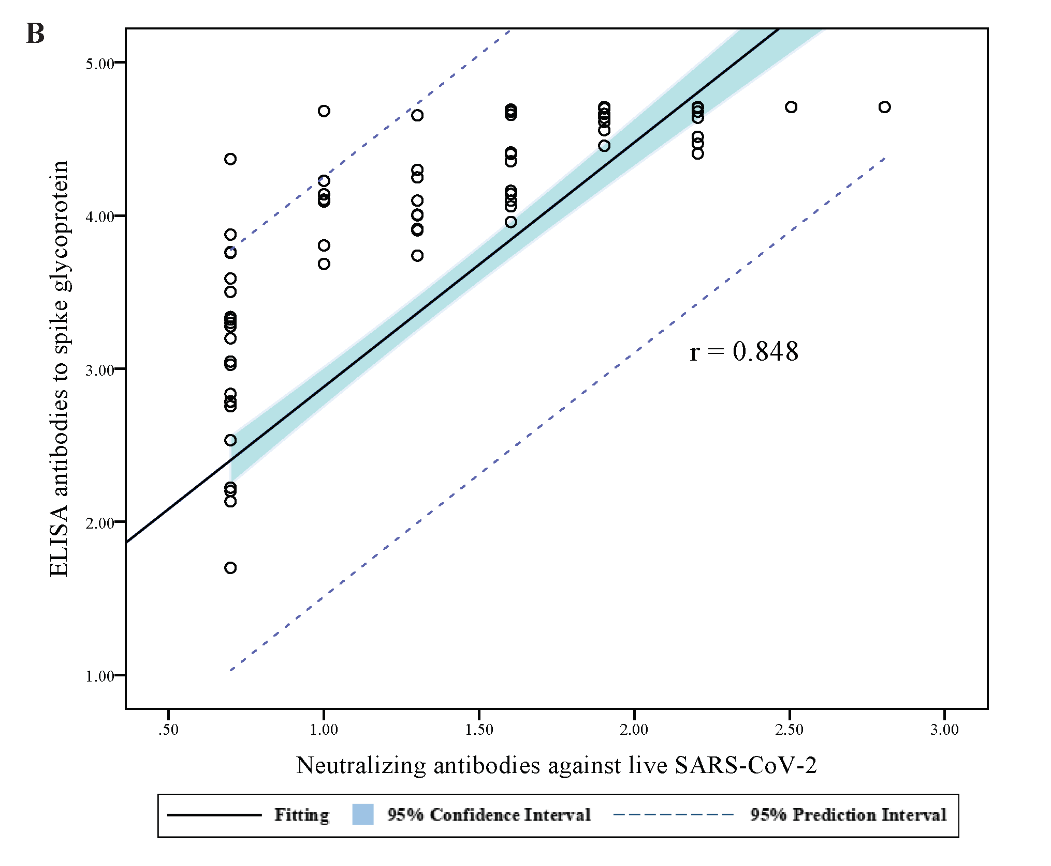 B
ELISA antibodies to spike glycoprotein
5.00
4.00
3.00
2.00
1.00
r = 0.848
.50 1.00 1.50 2.00 2.50 3.00
Neutralizing antibodies against live SARS-CoV-2
Fitting 95% Confidence Interval 95% Prediction Interval